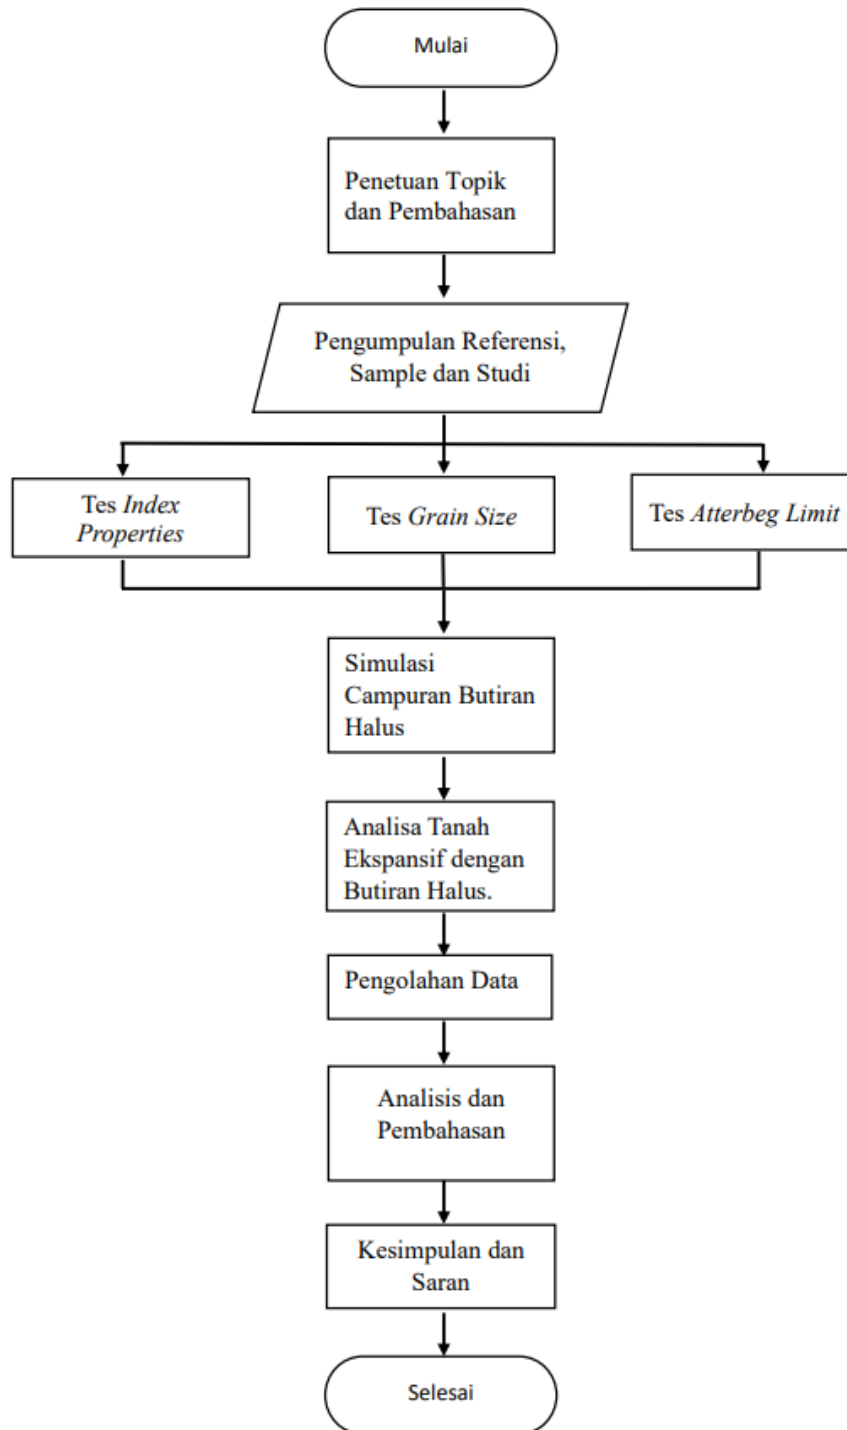 Mulai
Penetuan Topik
dan Pembahasan
Pengumpulan Referensi,
Sample dan Studi
Tes Index
Properties
Tes Grain Size
Tes Atterbeg Limit
Simulasi
Campuran Butiran
Halus
Analisa Tanah
Ekspansif dengan
Butiran Halus.
Pengolahan Data
Analisis dan
Pembahasan
Kesimpulan dan
Saran
Selesai